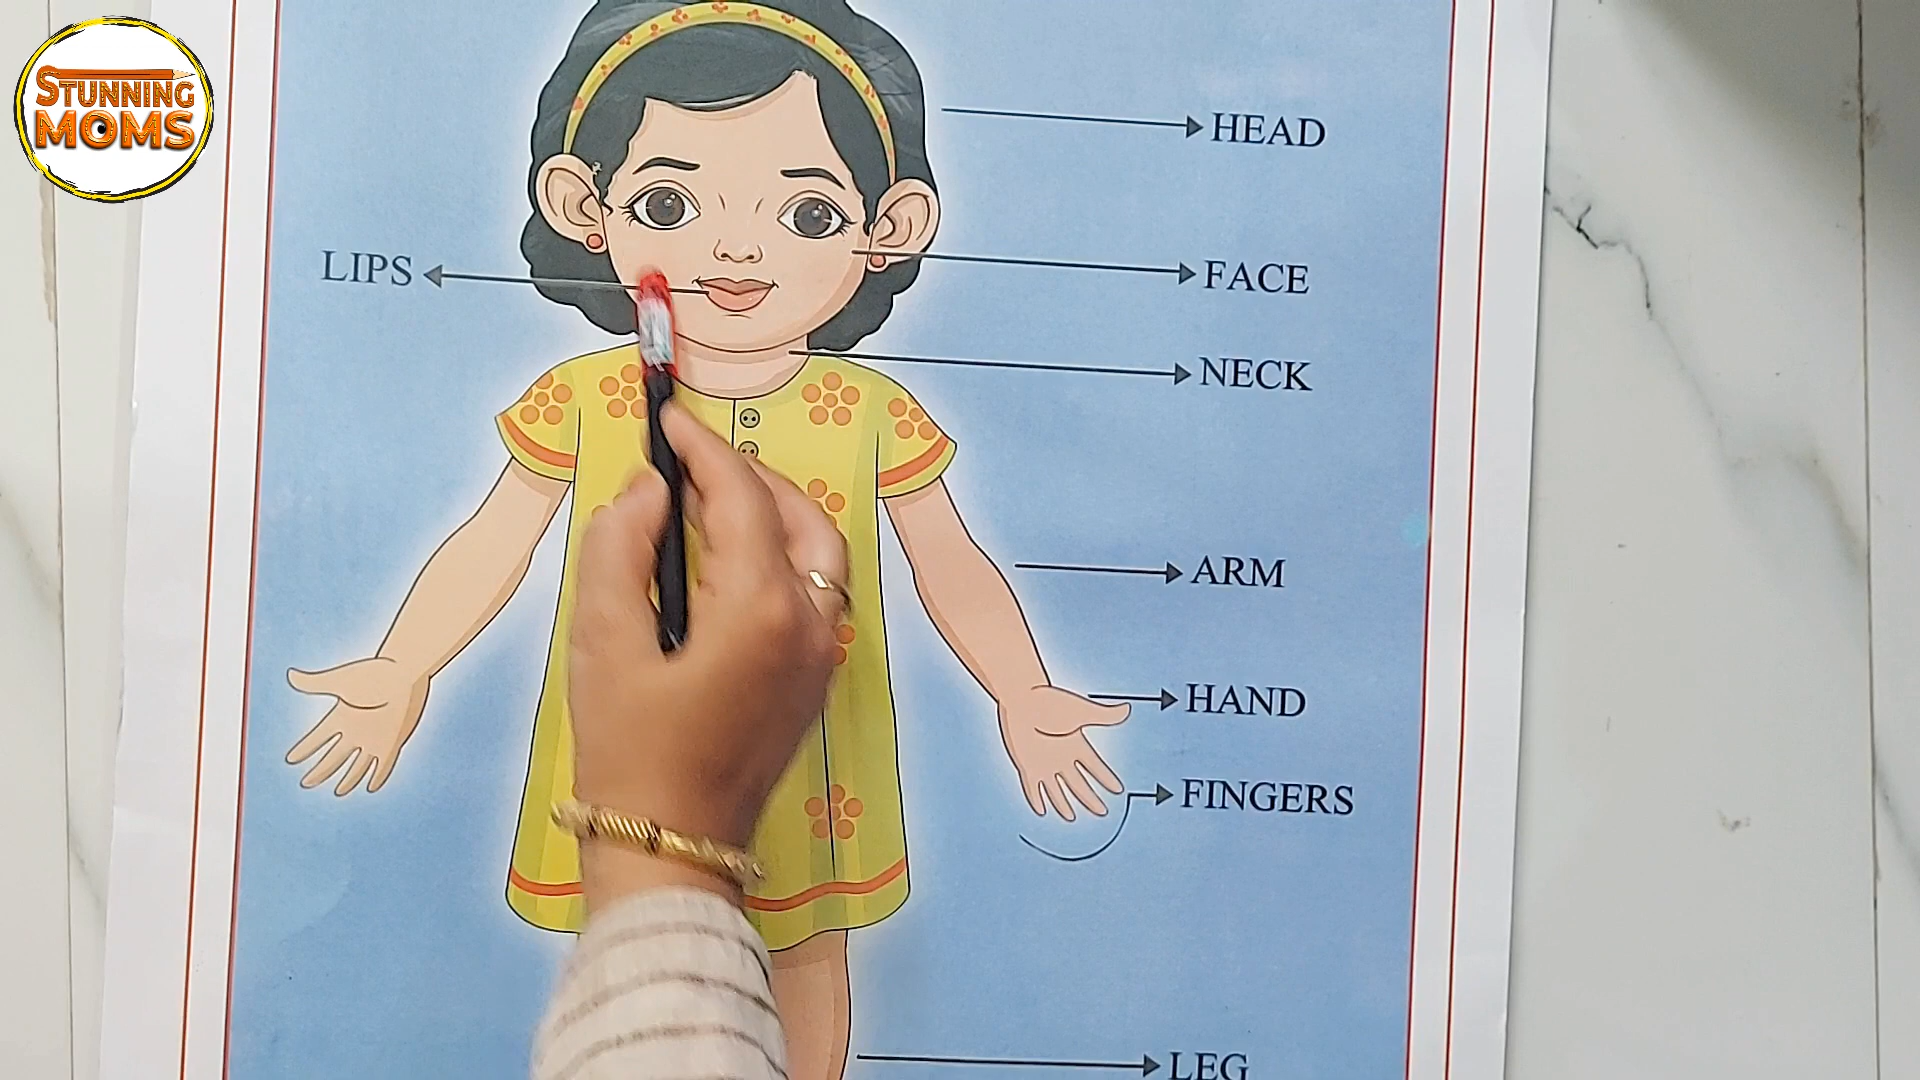 STUNNING
MOMS
HEAD
LIPS
FACE
NECK
ARM
HAND
FINGERS
LEG